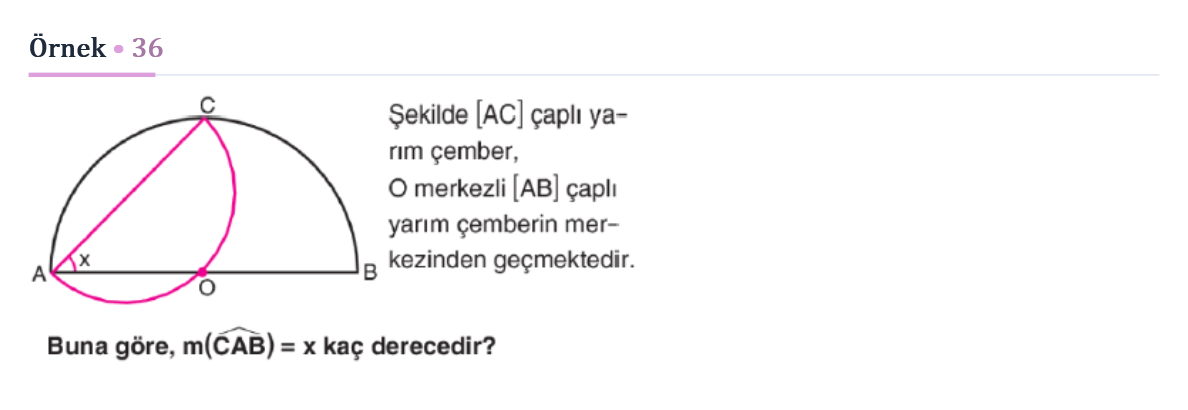 Örnek • 36
C
Şekilde [AC] çaplı ya-
rım çember,
O merkezli [AB] çaplı
yarım çemberin mer-
kezinden geçmektedir.
x
A
B
O
Buna göre, m(CAB) = x kaç derecedir?